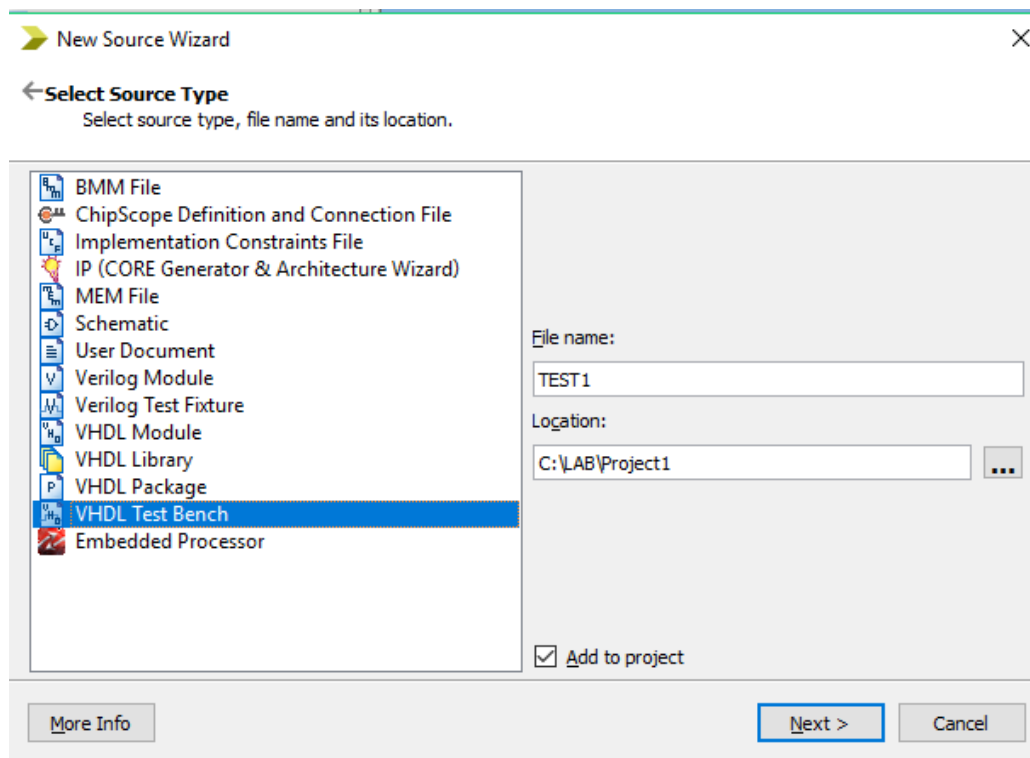 New Source Wizard
Select Source Type
Select source type, file name and its location.
BMM File
ChipScope Definition and Connection File
Implementation Constraints File
IP (CORE Generator & Architecture Wizard)
MEM File
Schematic
User Document
Verilog Module
Verilog Test Fixture
VHDL Module
VHDL Library
VHDL Package
VHDL Test Bench
Embedded Processor
File name:
TEST1
Location:
C:\LAB\Project1
...
Add to project
More Info
Next >
Cancel